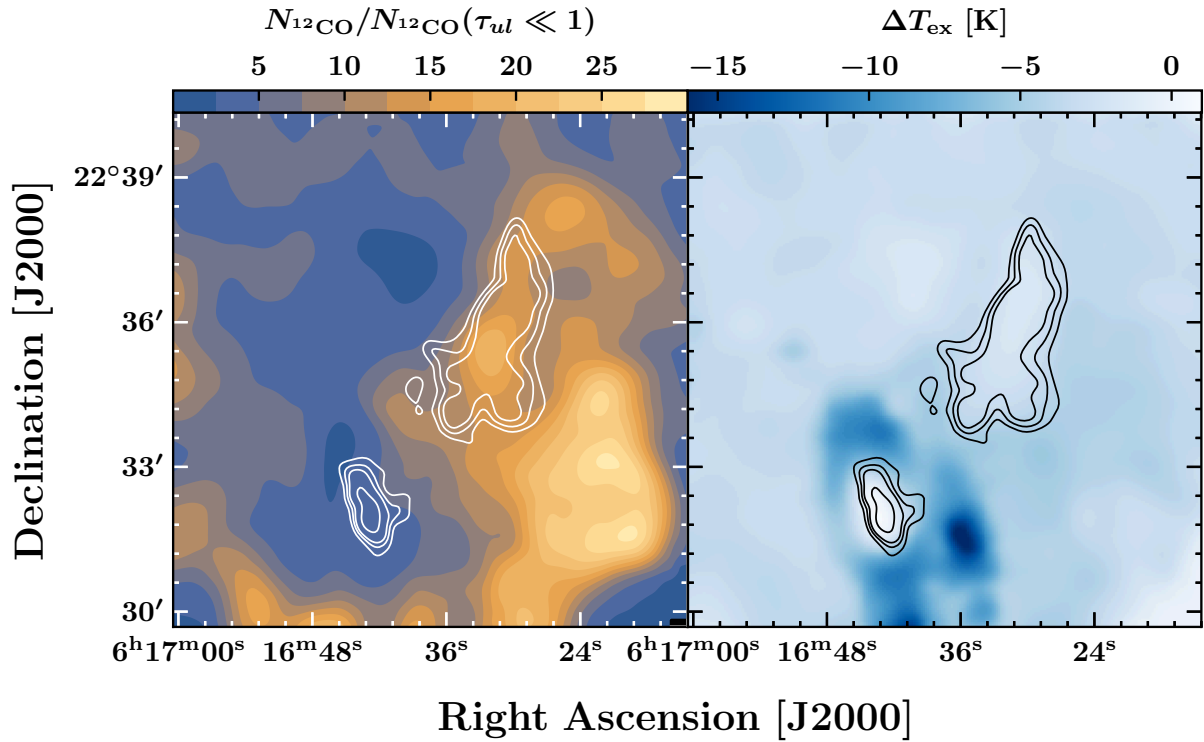 N₁₂CO/N₁₂CO(τᵤₗ ≪ 1)
ΔTₑₓ [K]
5 10 15 20 25
−15 −10 −5 0
22°39′
36′
33′
30′
6ʰ17ᵐ00ˢ 16ᵐ48ˢ 36ˢ 24ˢ 6ʰ17ᵐ00ˢ 16ᵐ48ˢ 36ˢ 24ˢ
Declination [J2000]
Right Ascension [J2000]